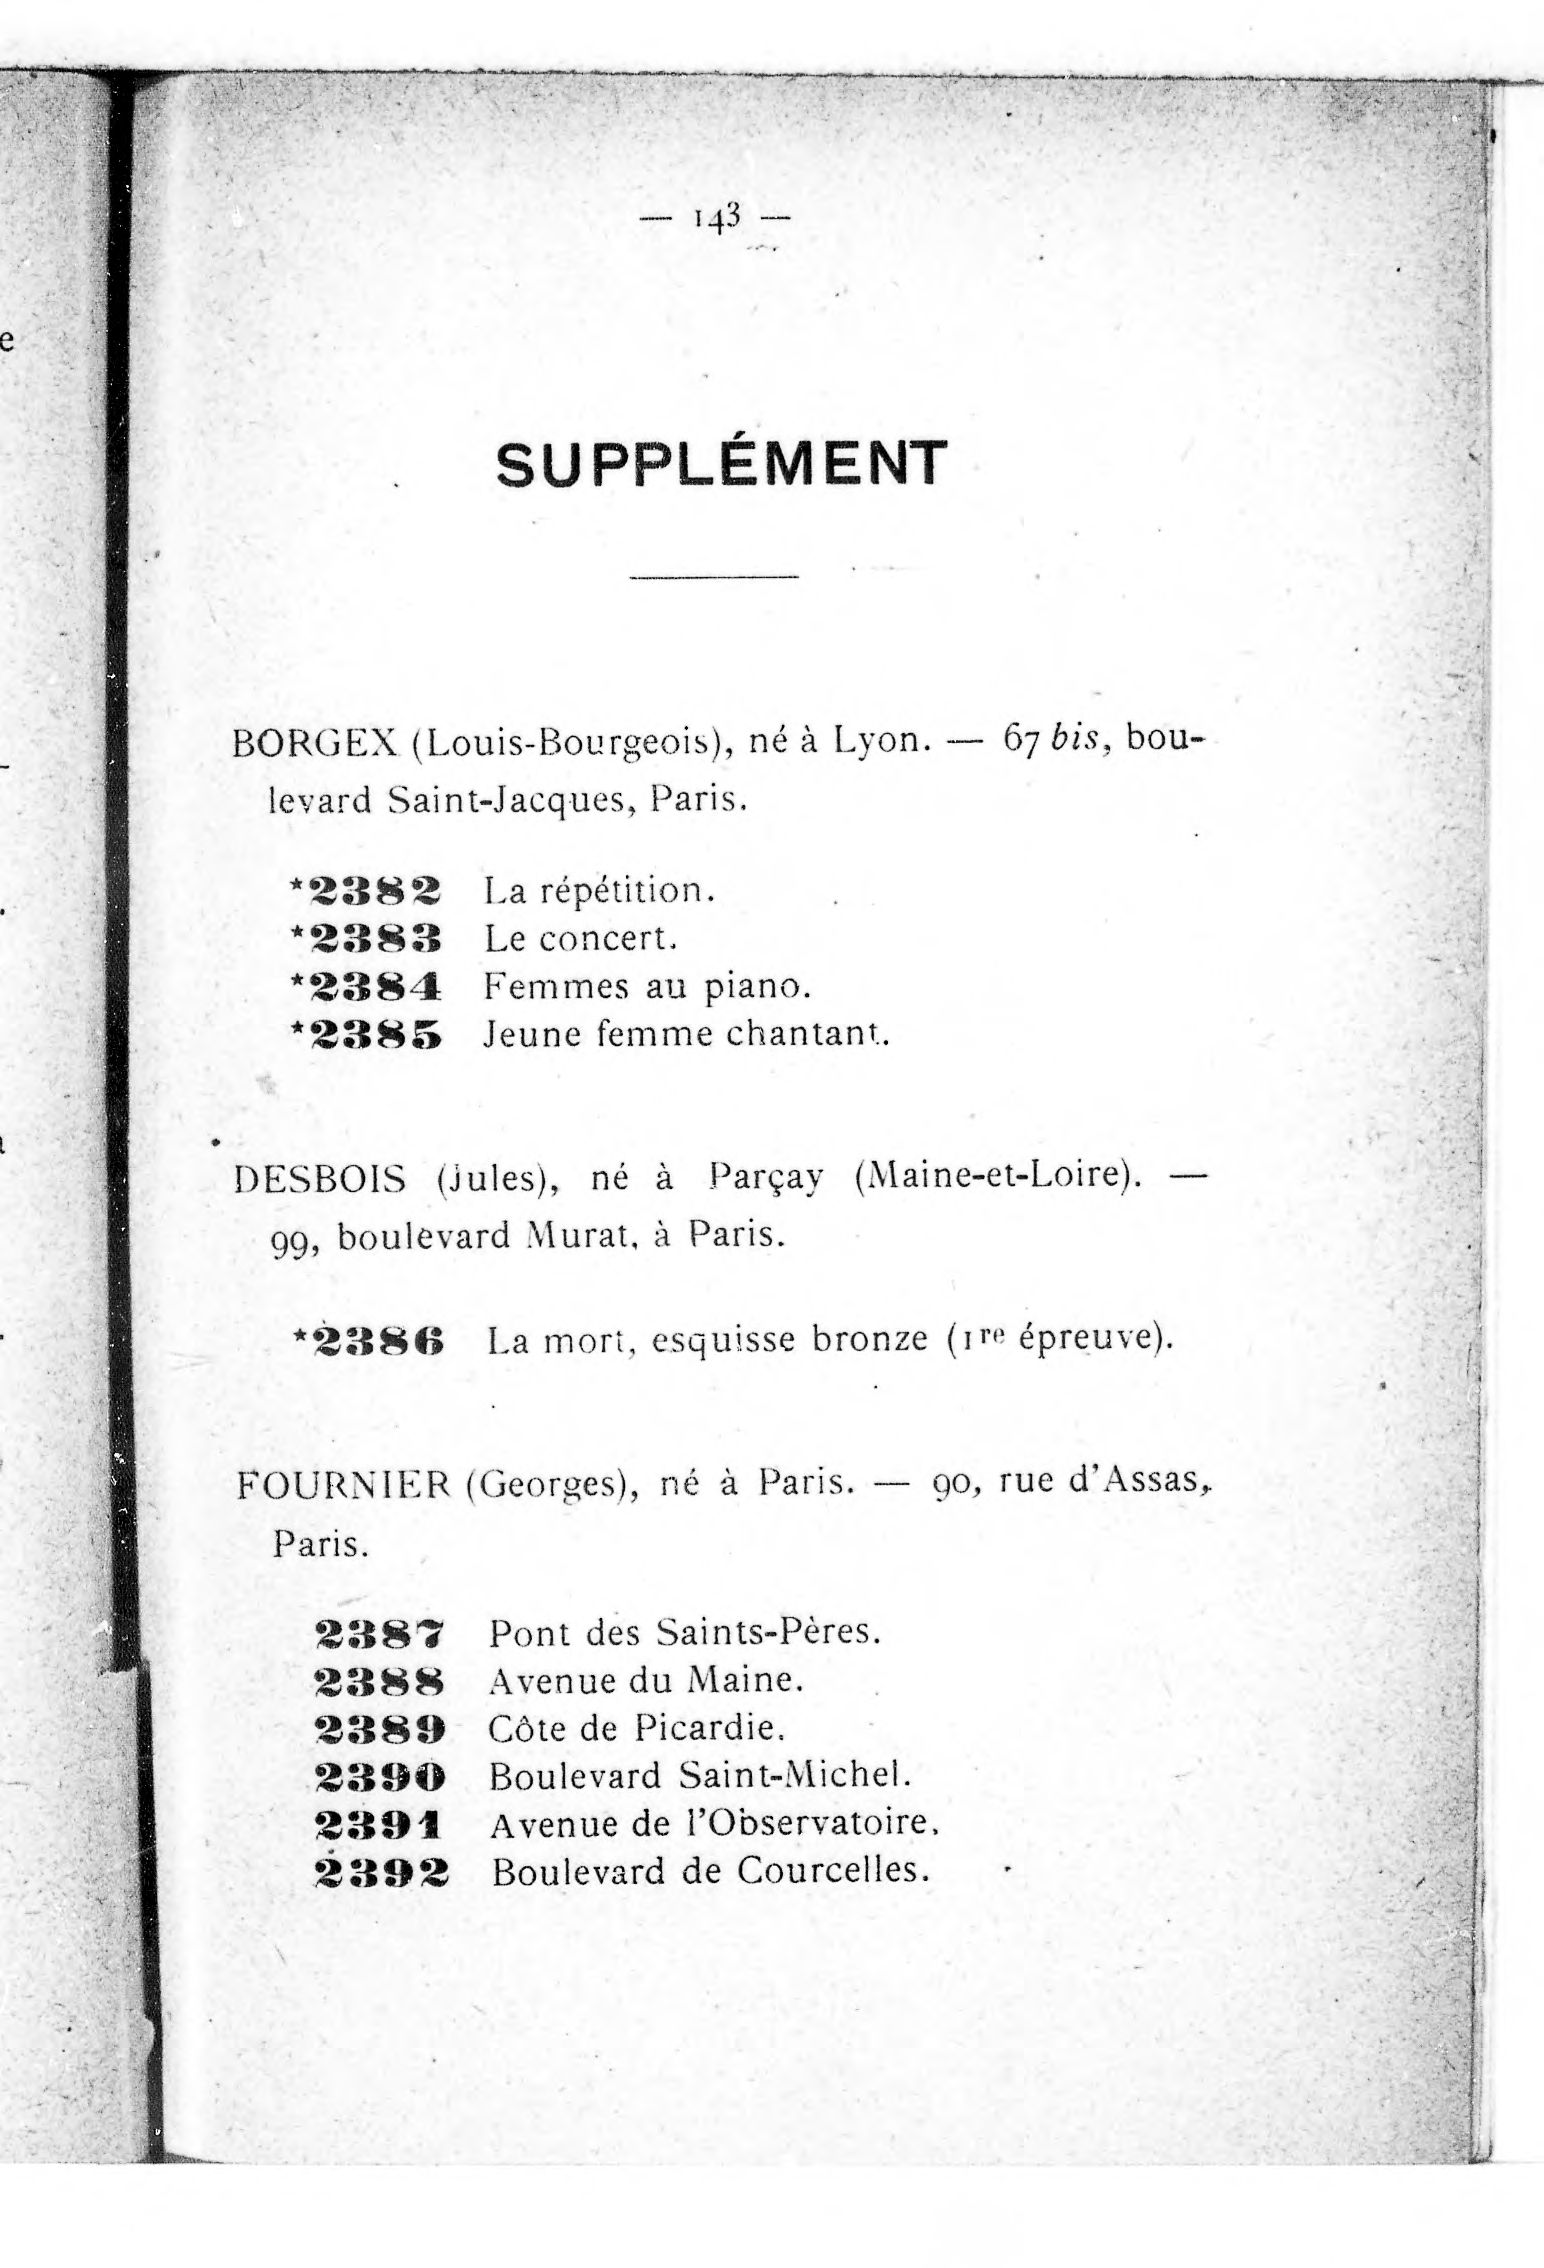 — 143 —
SUPPLÉMENT
BORGEX (Louis-Bourgeois), né à Lyon. — 67 bis, bou-
levard Saint-Jacques, Paris.
*2382 La répétition.
*2383 Le concert.
*2384 Femmes au piano.
*2385 Jeune femme chantant.
DESBOIS (Jules), né à Parçay (Maine-et-Loire). —
99, boulevard Murat, à Paris.
*2386 La mort, esquisse bronze (1re épreuve).
FOURNIER (Georges), né à Paris. — 90, rue d'Assas,
Paris.
2387 Pont des Saints-Pères.
2388 Avenue du Maine.
2389 Côte de Picardie.
2390 Boulevard Saint-Michel.
2391 Avenue de l'Observatoire.
2392 Boulevard de Courcelles.